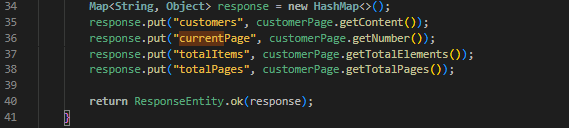 34 Map<String, Object> response = new HashMap<>();
35 response.put("customers", customerPage.getContent());
36 response.put("currentPage", customerPage.getNumber());
37 response.put("totalItems", customerPage.getTotalElements());
38 response.put("totalPages", customerPage.getTotalPages());
39
40 return ResponseEntity.ok(response);
41 }